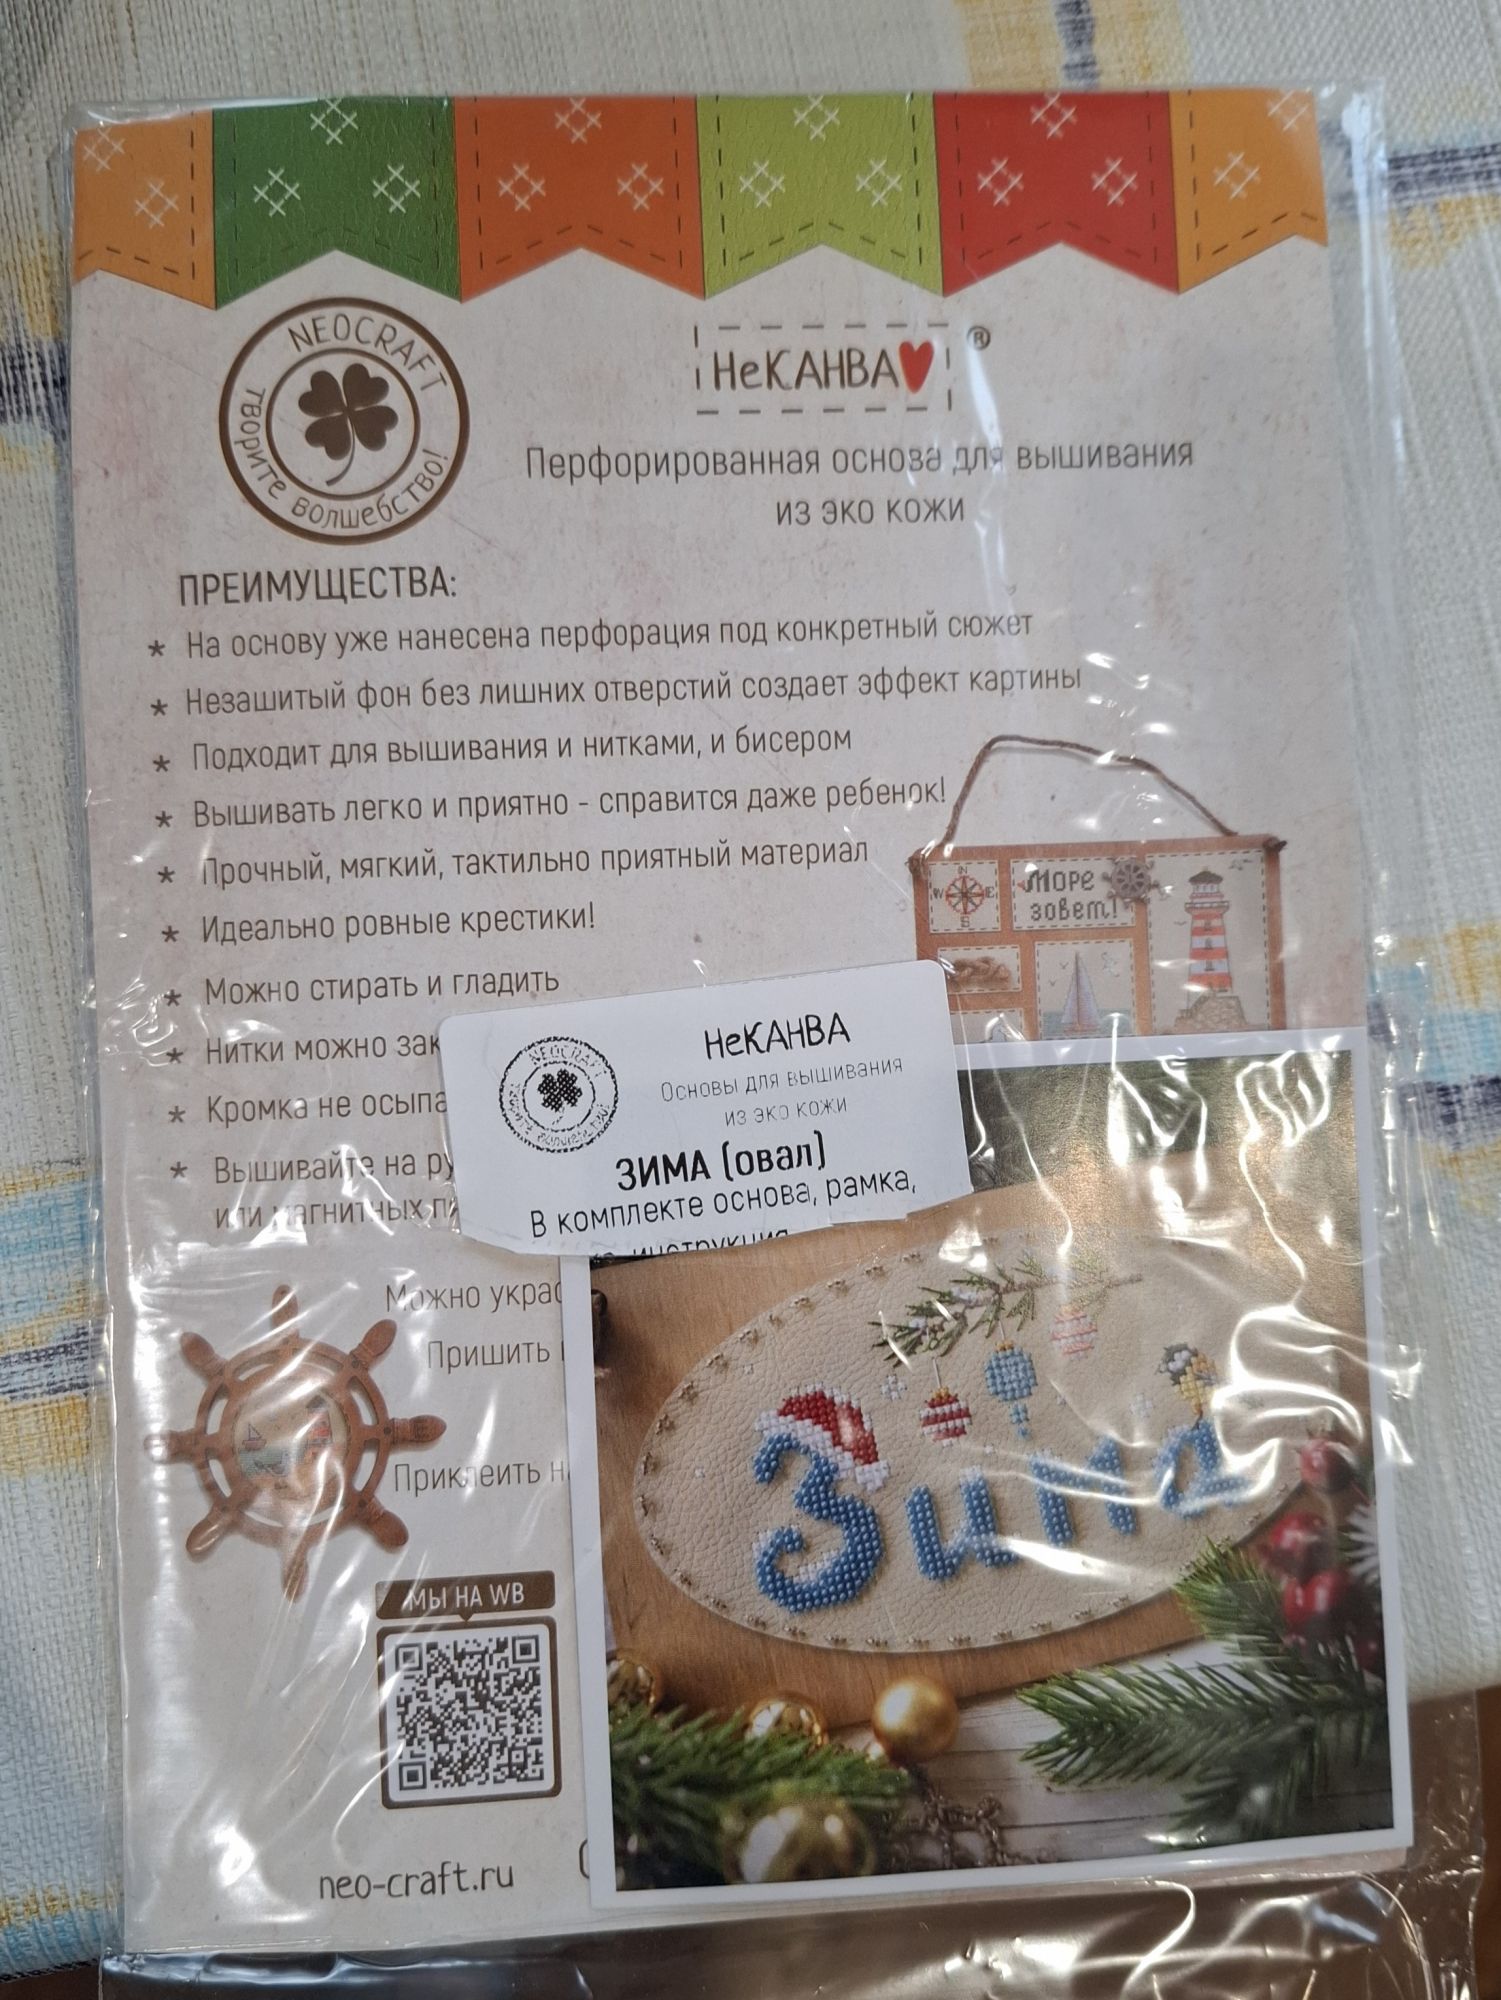 NEOCRAFT
ТВОРИТЕ ВОЛШЕБСТВО!
НеКАНВА
®
Перфорированная основа для вышивания
из эко кожи
ПРЕИМУЩЕСТВА:
* На основу уже нанесена перфорация под конкретный сюжет
* Незашитый фон без лишних отверстий создает эффект картины
* Подходит для вышивания и нитками, и бисером
* Вышивать легко и приятно - справится даже ребенок!
* Прочный, мягкий, тактильно приятный материал
* Идеально ровные крестики!
* Можно стирать и гладить
* Нитки можно
* Кромка не
* Вышивайте на
или магнитных
N
W E
S
Море
зовет!
NEOCRAFT
НеКАНВА
Основы для вышивания
из эко кожи
ЗИМА (овал)
В комплекте основа, рамка,
инструкция
Можно
Пришить
Приклеить
Зима
МЫ НА WB
neo-craft.ru